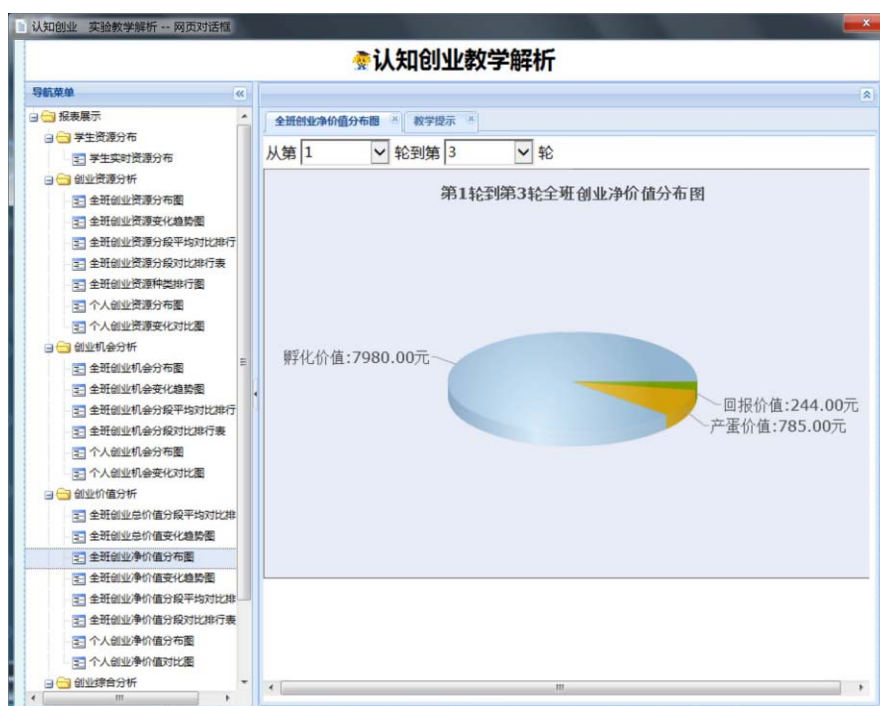 认知创业 实验教学解析 -- 网页对话框
认知创业教学解析
导航菜单
报表展示
学生资源分布
学生实时资源分布
创业资源分析
全班创业资源分布图
全班创业资源变化趋势图
全班创业资源分段平均对比排行
全班创业资源分段对比排行表
全班创业资源种类排行图
个人创业资源分布图
个人创业资源变化对比图
创业机会分析
全班创业机会分布图
全班创业机会变化趋势图
全班创业机会分段平均对比排行
全班创业机会分段对比排行表
个人创业机会分布图
个人创业机会变化对比图
创业价值分析
全班创业总价值分段平均对比排
全班创业总价值变化趋势图
全班创业净价值分布图
全班创业净价值变化趋势图
全班创业净价值分段平均对比排
全班创业净价值分段对比排行表
个人创业净价值分布图
个人创业净价值对比图
创业综合分析
全班创业净价值分布图 教学提示
从第 1 轮到第 3 轮
第1轮到第3轮全班创业净价值分布图
孵化价值:7980.00元
回报价值:244.00元
产蛋价值:785.00元